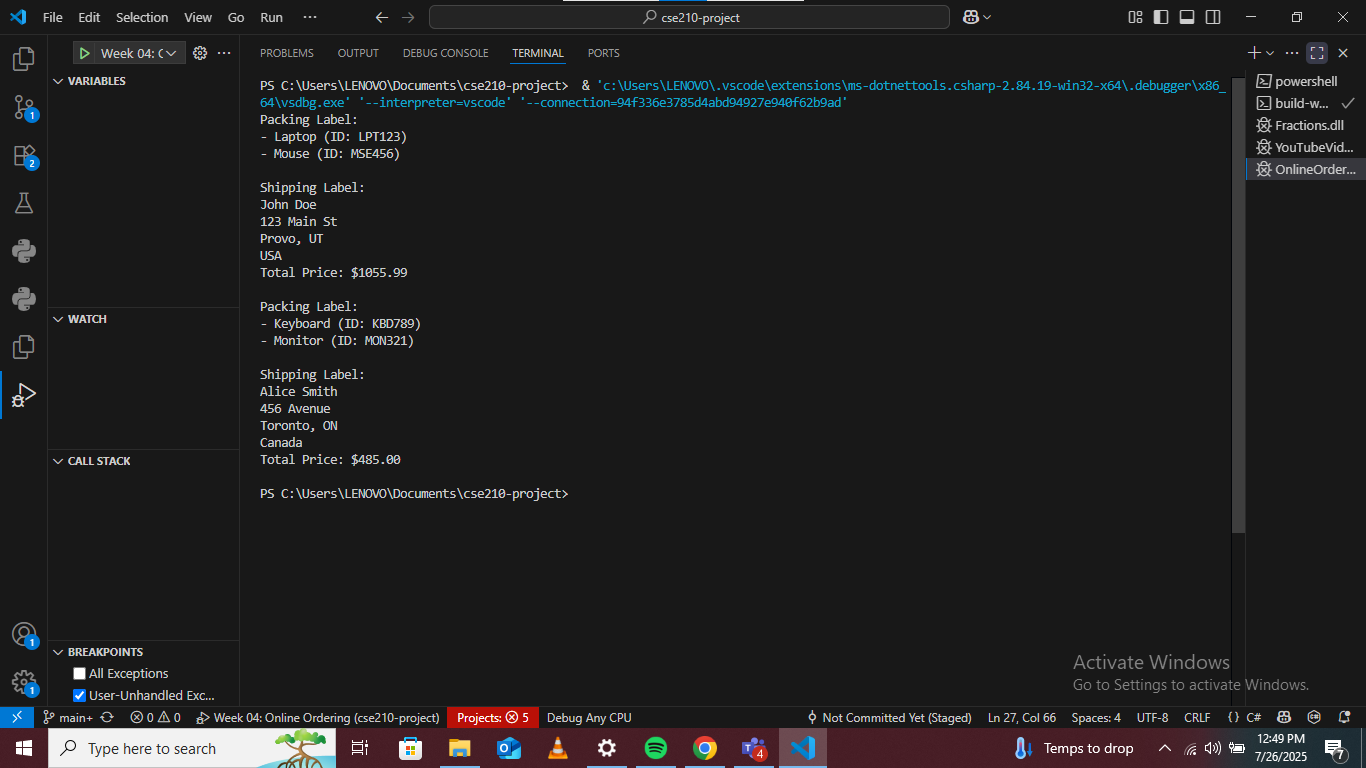 File Edit Selection View Go Run ···
cse210-project
Week 04: C
PROBLEMS OUTPUT DEBUG CONSOLE TERMINAL PORTS
VARIABLES
WATCH
CALL STACK
BREAKPOINTS
All Exceptions
User-Unhandled Exc...
PS C:\Users\LENOVO\Documents\cse210-project> & 'c:\Users\LENOVO\.vscode\extensions\ms-dotnettools.csharp-2.84.19-win32-x64\.debugger\x86_
64\vsdbg.exe' '--interpreter=vscode' '--connection=94f336e3785d4abd94927e940f62b9ad'
Packing Label:
- Laptop (ID: LPT123)
- Mouse (ID: MSE456)
Shipping Label:
John Doe
123 Main St
Provo, UT
USA
Total Price: $1055.99
Packing Label:
- Keyboard (ID: KBD789)
- Monitor (ID: MON321)
Shipping Label:
Alice Smith
456 Avenue
Toronto, ON
Canada
Total Price: $485.00
PS C:\Users\LENOVO\Documents\cse210-project>
powershell
build-w...
Fractions.dll
YouTubeVid...
OnlineOrder...
1
2
1
1
Activate Windows
Go to Settings to activate Windows.
main+ 0 0 Week 04: Online Ordering (cse210-project) Projects: 5 Debug Any CPU Not Committed Yet (Staged) Ln 27, Col 66 Spaces: 4 UTF-8 CRLF {} C#
Type here to search
4
Temps to drop
12:49 PM
7/26/2025
7